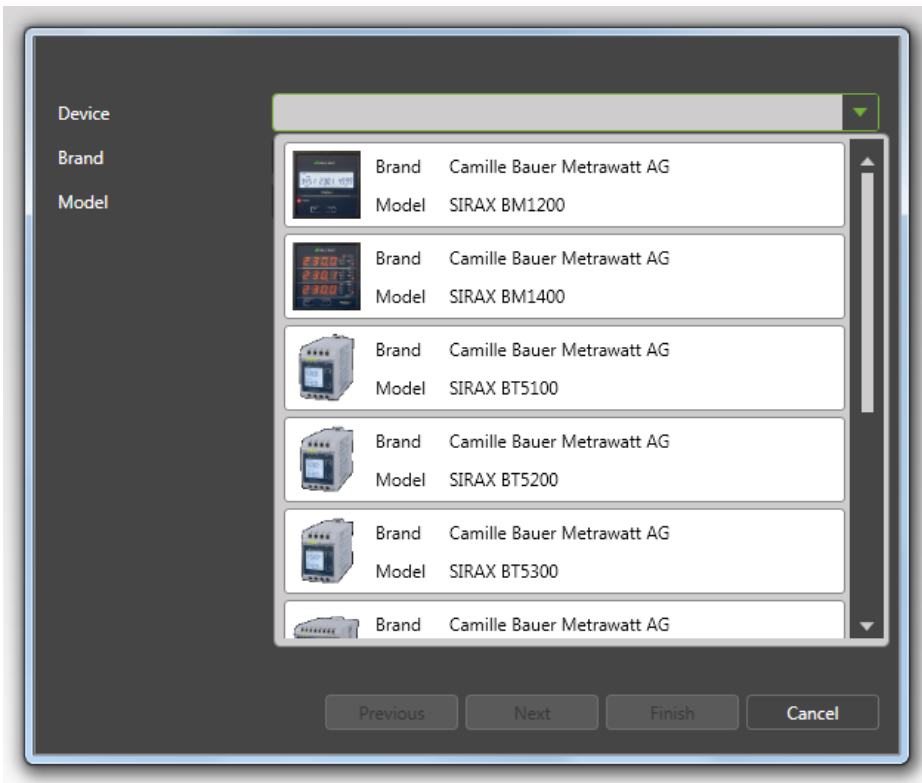 Device
Brand
Model
Brand Camille Bauer Metrawatt AG
Model SIRAX BM1200
Brand Camille Bauer Metrawatt AG
Model SIRAX BM1400
Brand Camille Bauer Metrawatt AG
Model SIRAX BT5100
Brand Camille Bauer Metrawatt AG
Model SIRAX BT5200
Brand Camille Bauer Metrawatt AG
Model SIRAX BT5300
Brand Camille Bauer Metrawatt AG
Previous Next Finish Cancel